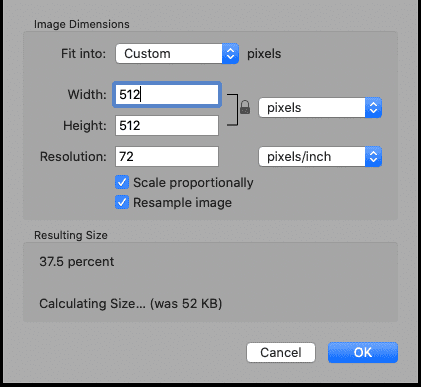 Image Dimensions
Fit into: Custom pixels
Width: 512
pixels
Height: 512
Resolution: 72 pixels/inch
Scale proportionally
Resample image
Resulting Size
37.5 percent
Calculating Size... (was 52 KB)
Cancel OK